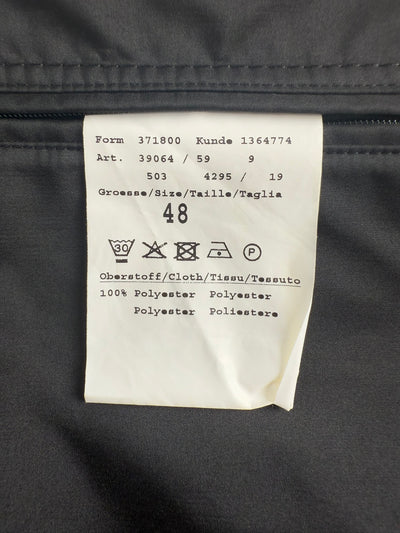 Form 371800 Kunde 1364774
Art. 39064 / 59 9
503 4295 / 19
Groesse/Size/Taille/Taglia
48
30 P
Oberstoff/Cloth/Tissu/Tessuto
100% Polyester Polyester
Polyester Poliestere